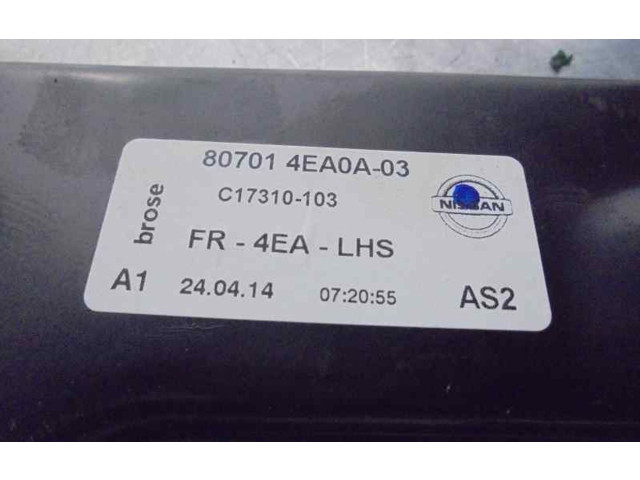 80701 4EA0A-03
C17310-103
NISSAN
brose
FR - 4EA - LHS
A1 24.04.14 07:20:55 AS2